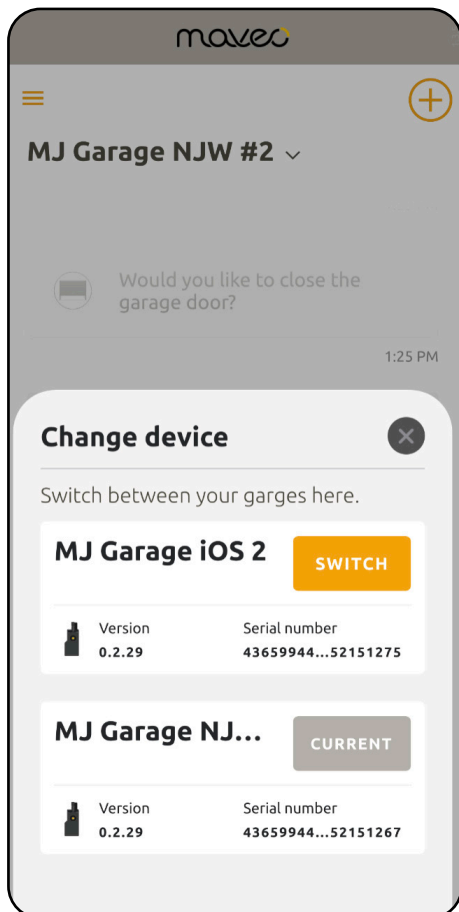 maveo
MJ Garage NJW #2
Would you like to close the
garage door?
1:25 PM
Change device
Switch between your garges here.
MJ Garage iOS 2
SWITCH
Version
Serial number
0.2.29
43659944...52151275
MJ Garage NJ...
CURRENT
Version
Serial number
0.2.29
43659944...52151267